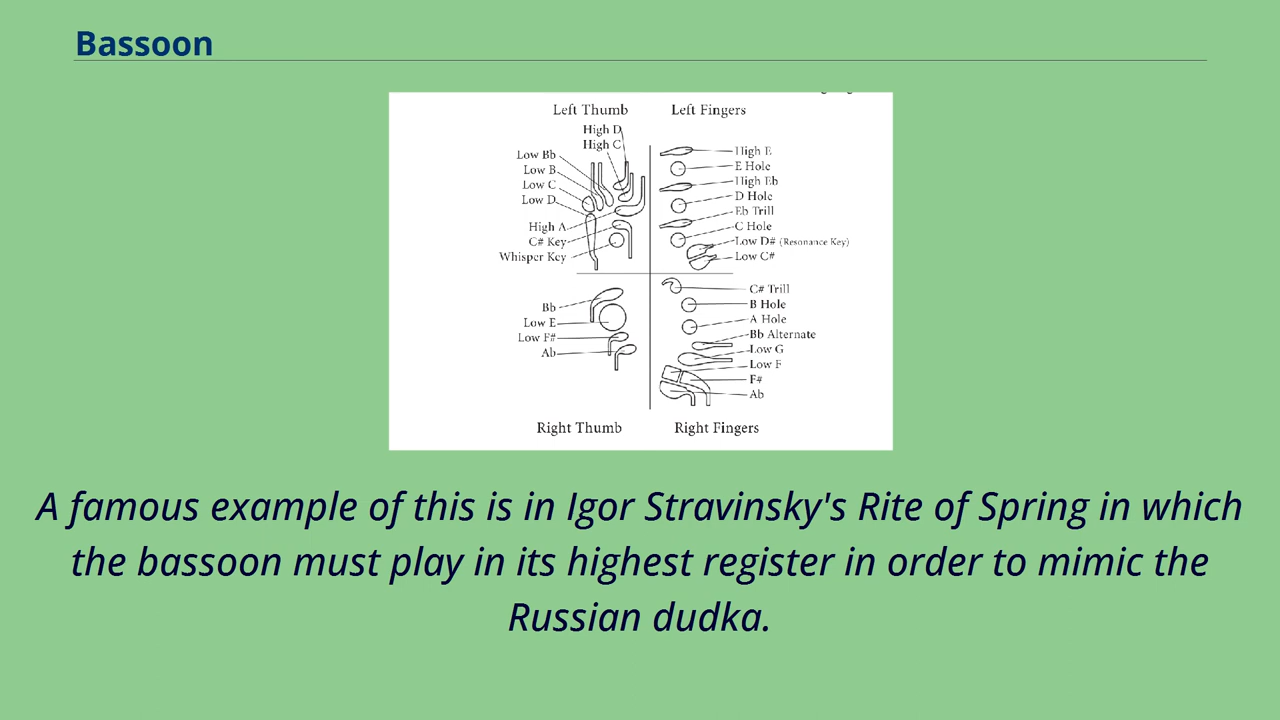 Bassoon
Left Thumb
Left Fingers
High D
High C
Low Bb
Low B
Low C
Low D
High A
C# Key
Whisper Key
High E
E Hole
High Eb
D Hole
Eb Trill
C Hole
Low D# (Resonance Key)
Low C#
Bb
Low E
Low F#
Ab
C# Trill
B Hole
A Hole
Bb Alternate
Low G
Low F
F#
Ab
Right Thumb
Right Fingers
A famous example of this is in Igor Stravinsky's Rite of Spring in which
the bassoon must play in its highest register in order to mimic the
Russian dudka.